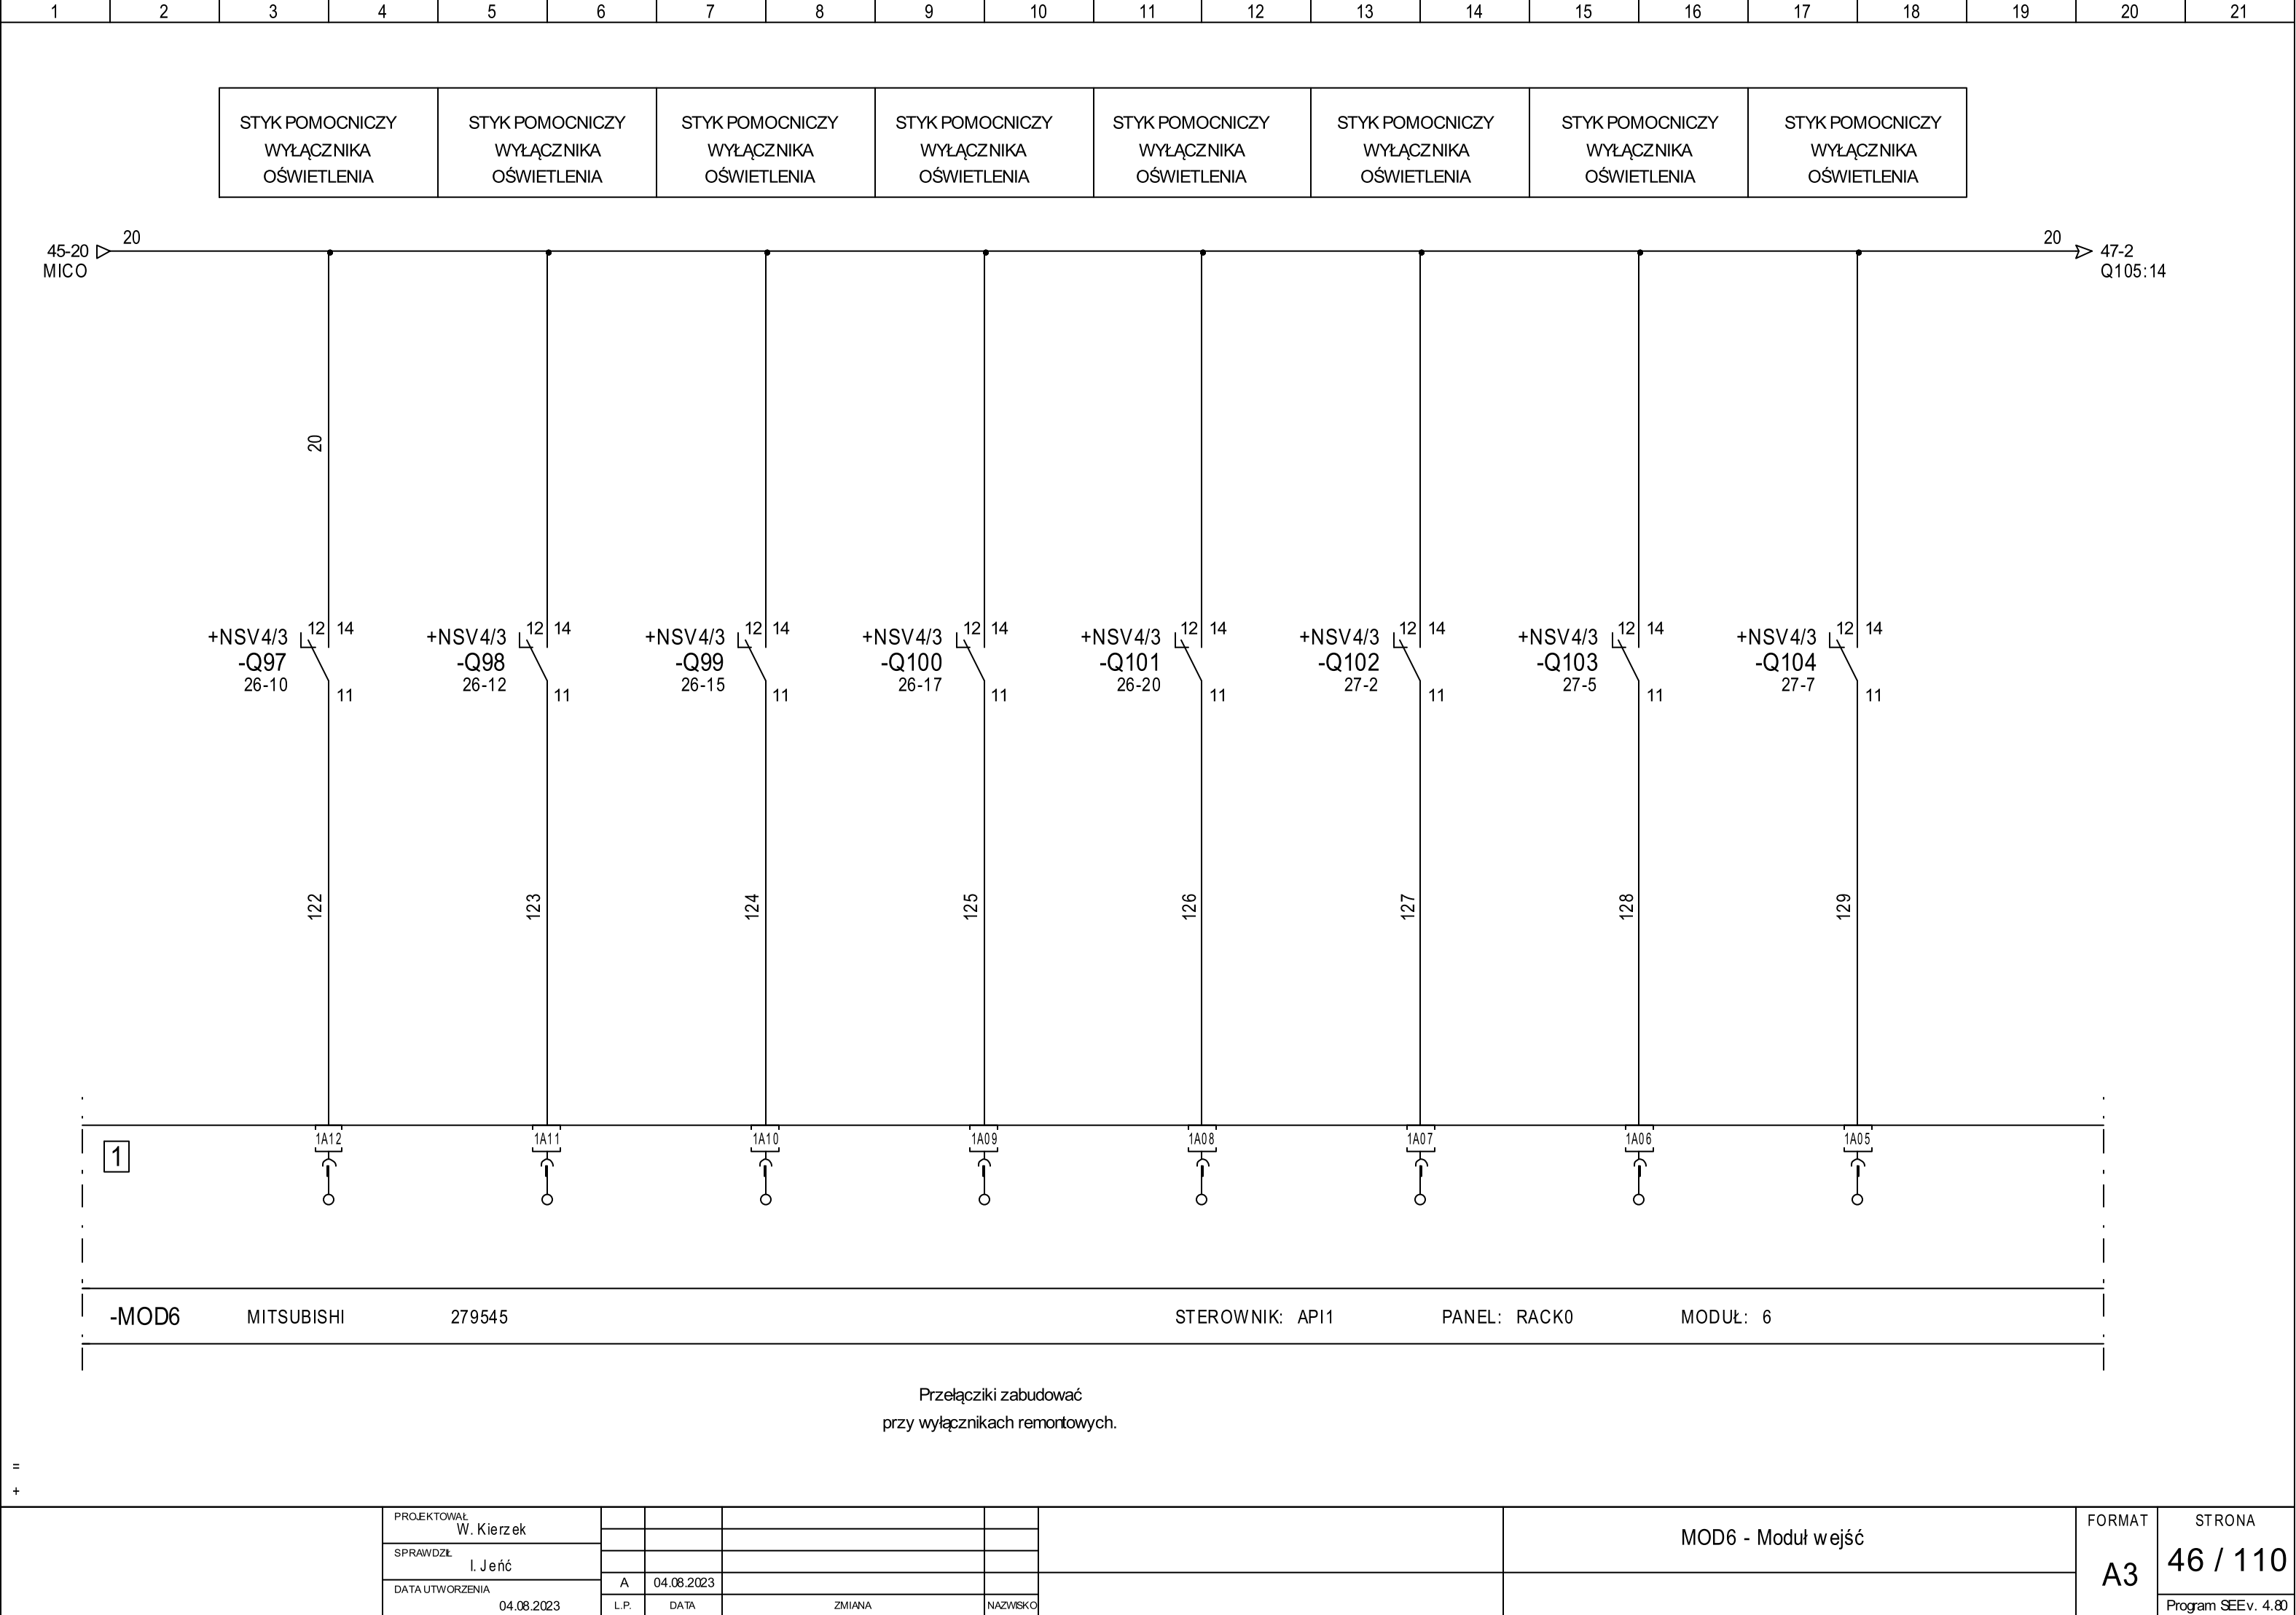 1 2 3 4 5 6 7 8 9 10 11 12 13 14 15 16 17 18 19 20 21
STYK POMOCNICZY STYK POMOCNICZY STYK POMOCNICZY STYK POMOCNICZY STYK POMOCNICZY STYK POMOCNICZY STYK POMOCNICZY STYK POMOCNICZY
WYŁĄCZNIKA WYŁĄCZNIKA WYŁĄCZNIKA WYŁĄCZNIKA WYŁĄCZNIKA WYŁĄCZNIKA WYŁĄCZNIKA WYŁĄCZNIKA
OŚWIETLENIA OŚWIETLENIA OŚWIETLENIA OŚWIETLENIA OŚWIETLENIA OŚWIETLENIA OŚWIETLENIA OŚWIETLENIA
20 20
45-20 47-2
MICO Q105:14
20
12 14 12 14 12 14 12 14 12 14 12 14 12 14 12 14
+NSV4/3 +NSV4/3 +NSV4/3 +NSV4/3 +NSV4/3 +NSV4/3 +NSV4/3 +NSV4/3
-Q97 -Q98 -Q99 -Q100 -Q101 -Q102 -Q103 -Q104
26-10 26-12 26-15 26-17 26-20 27-2 27-5 27-7
11 11 11 11 11 11 11 11
122 123 124 125 126 127 128 129
1A12 1A11 1A10 1A09 1A08 1A07 1A06 1A05
1
-MOD6 MITSUBISHI 279545 STEROWNIK: API1 PANEL: RACK0 MODUŁ: 6
Przełącziki zabudować
przy wyłącznikach remontowych.
=
+
PROJEKTOWAŁ
W. Kierzek
SPRAWDZIŁ
I. Jeńć
DATA UTWORZENIA
04.08.2023
A 04.08.2023
L.P. DATA ZMIANA NAZWISKO
MOD6 - Moduł wejść
FORMAT
A3
STRONA
46 / 110
Program SEE v. 4.80